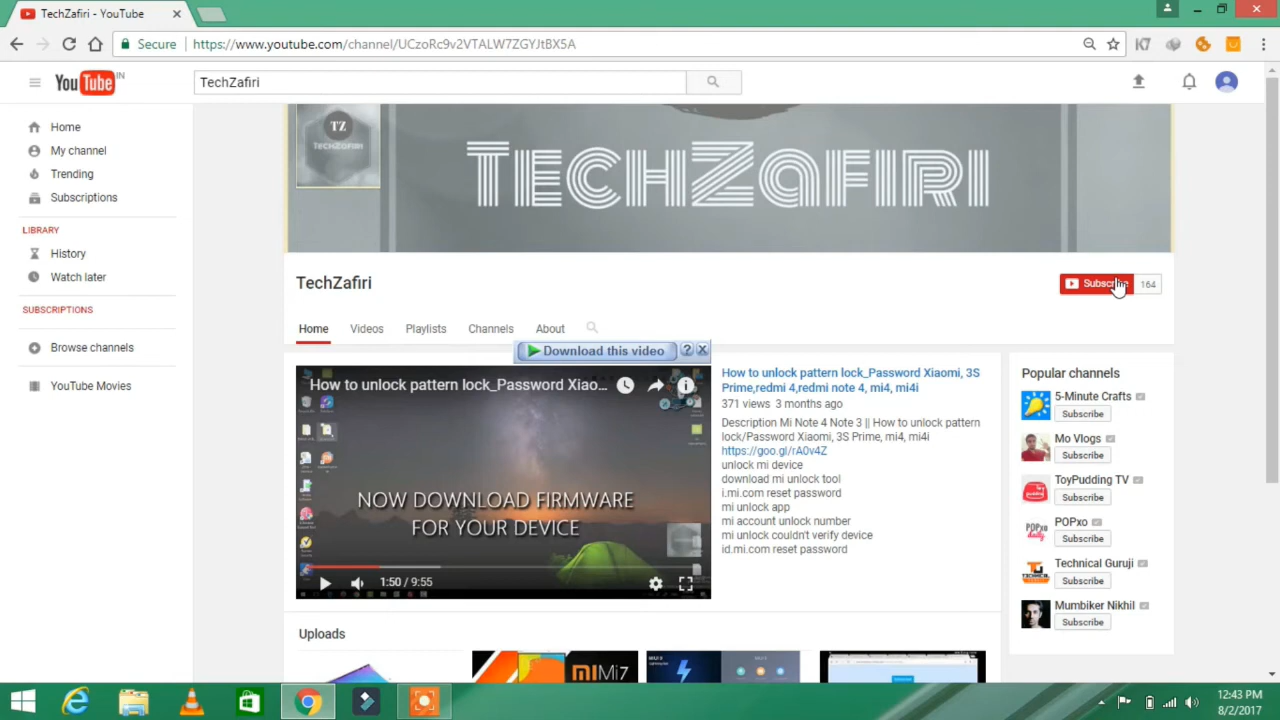 TechZafiri - YouTube
Secure https://www.youtube.com/channel/UCzoRc9v2VTALW7ZGYJtBX5A
YouTube IN
TechZafiri
Home
My channel
Trending
Subscriptions
LIBRARY
History
Watch later
SUBSCRIPTIONS
Browse channels
YouTube Movies
TZ
TECHZAFIRI
TECHZAFIRI
TechZafiri
Subscribe 164
Home Videos Playlists Channels About
Download this video ? X
How to unlock pattern lock_Password Xiao...
NOW DOWNLOAD FIRMWARE
FOR YOUR DEVICE
1:50 / 9:55
How to unlock pattern lock_Password Xiaomi, 3S
Prime,redmi 4,redmi note 4, mi4, mi4i
371 views 3 months ago
Description Mi Note 4 Note 3 || How to unlock pattern
lock/Password Xiaomi, 3S Prime, mi4, mi4i
https://goo.gl/rA0v4Z
unlock mi device
download mi unlock tool
i.mi.com reset password
mi unlock app
mi account unlock number
mi unlock couldn't verify device
id.mi.com reset password
Popular channels
5-Minute Crafts
Subscribe
Mo Vlogs
Subscribe
ToyPudding TV
Subscribe
POPxo
Subscribe
Technical Guruji
Subscribe
Mumbiker Nikhil
Subscribe
Uploads
MI Mi7
12:43 PM
8/2/2017